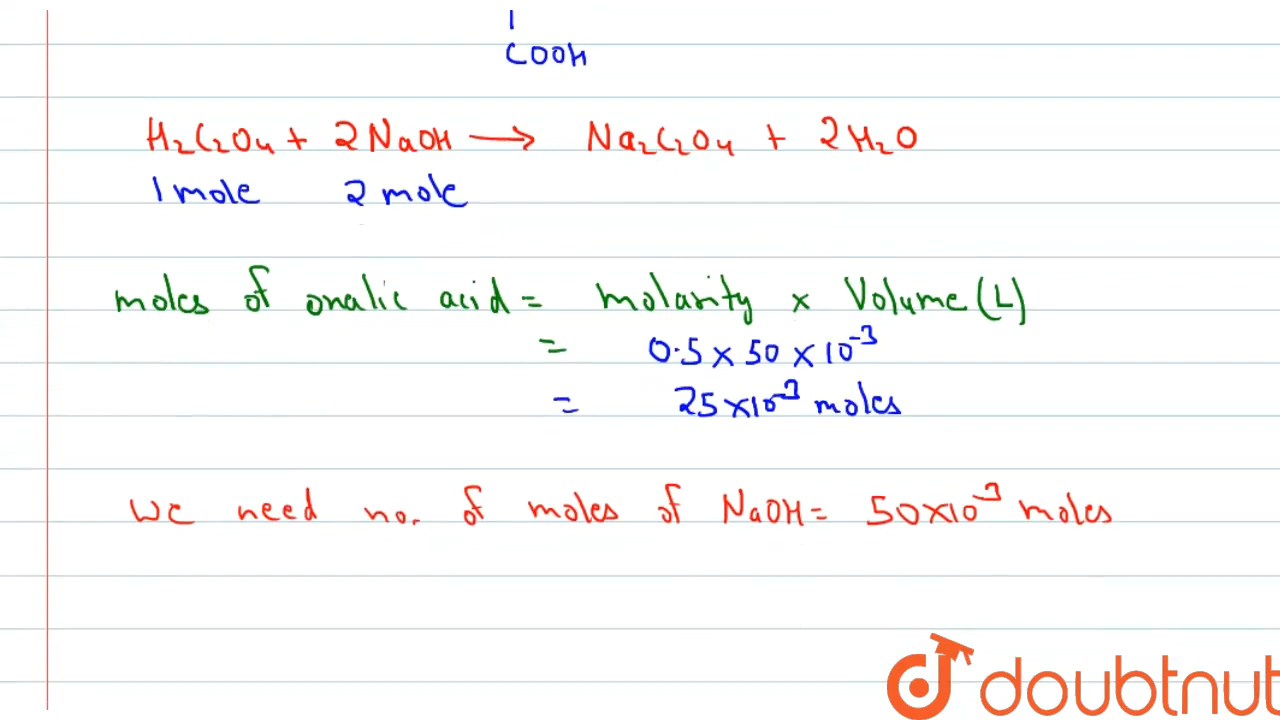 COOH
H₂C₂O₄ + 2NaOH → Na₂C₂O₄ + 2H₂O
1 mole 2 mole
moles of oxalic acid = molarity × Volume (L)
= 0.5 × 50 × 10⁻³
= 25 × 10⁻³ moles
We need no. of moles of NaOH = 50×10⁻³ moles
doubtnut